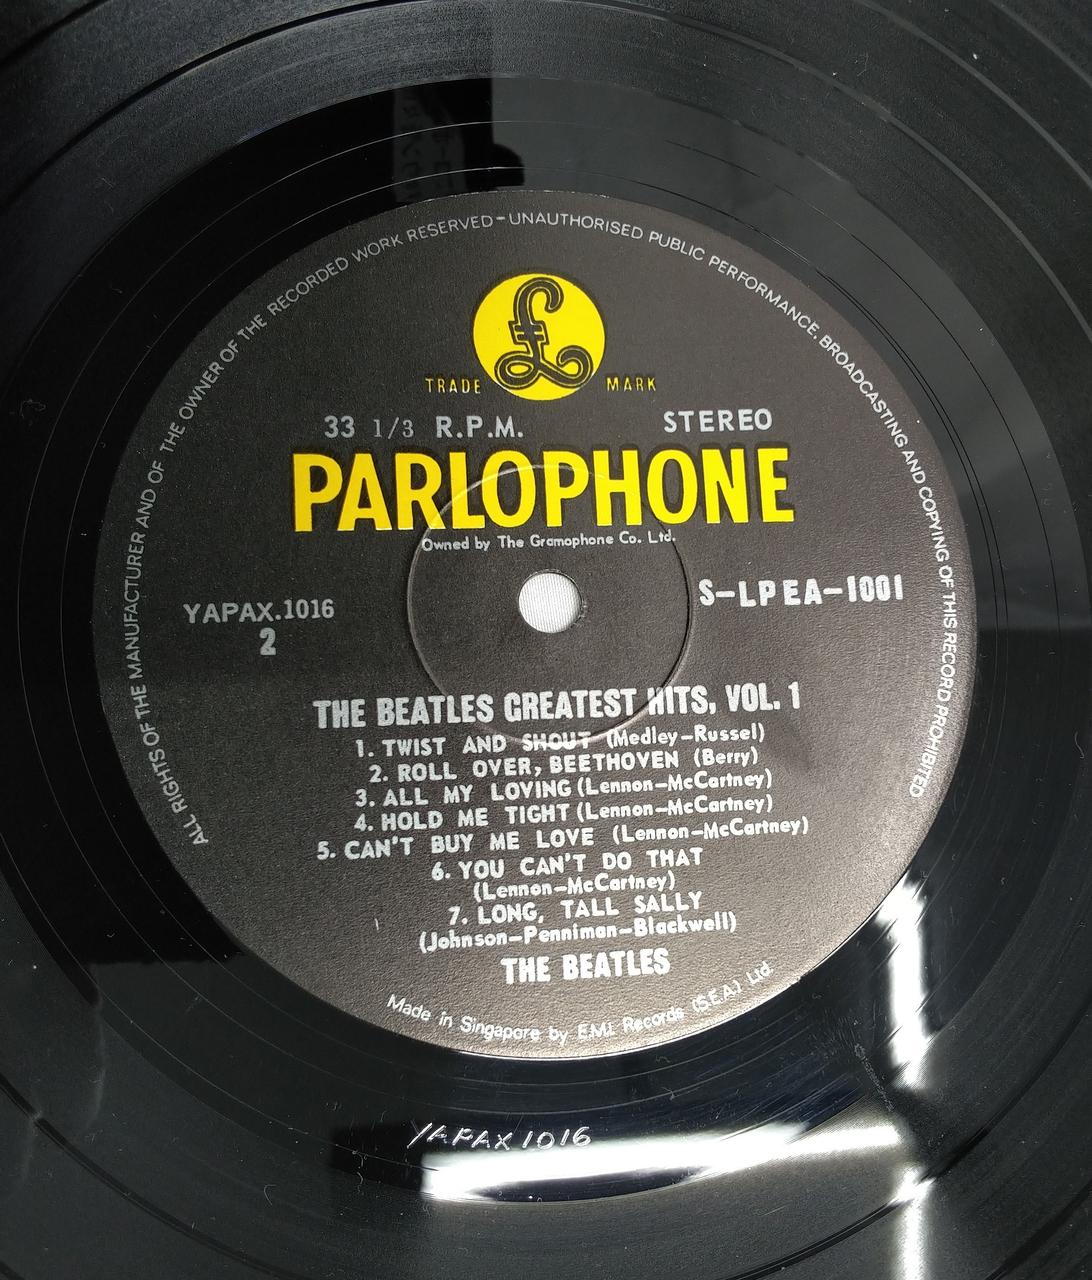 ALL RIGHTS OF THE MANUFACTURER AND OF THE OWNER OF THE RECORDED WORK RESERVED-UNAUTHORISED PUBLIC PERFORMANCE, BROADCASTING AND COPYING OF THIS RECORD PROHIBITED
£
TRADE MARK
33 1/3 R.P.M. STEREO
PARLOPHONE
Owned by The Gramophone Co. Ltd.
YAPAX.1016 S-LPEA-1001
2
THE BEATLES GREATEST HITS, VOL. 1
1. TWIST AND SHOUT (Medley-Russel)
2. ROLL OVER, BEETHOVEN (Berry)
3. ALL MY LOVING (Lennon-McCartney)
4. HOLD ME TIGHT (Lennon-McCartney)
5. CAN'T BUY ME LOVE (Lennon-McCartney)
6. YOU CAN'T DO THAT
(Lennon-McCartney)
7. LONG, TALL SALLY
(Johnson-Penniman-Blackwell)
THE BEATLES
Made in Singapore by E.M.I. Records (S.E.A.) Ltd.
YAPAX1016